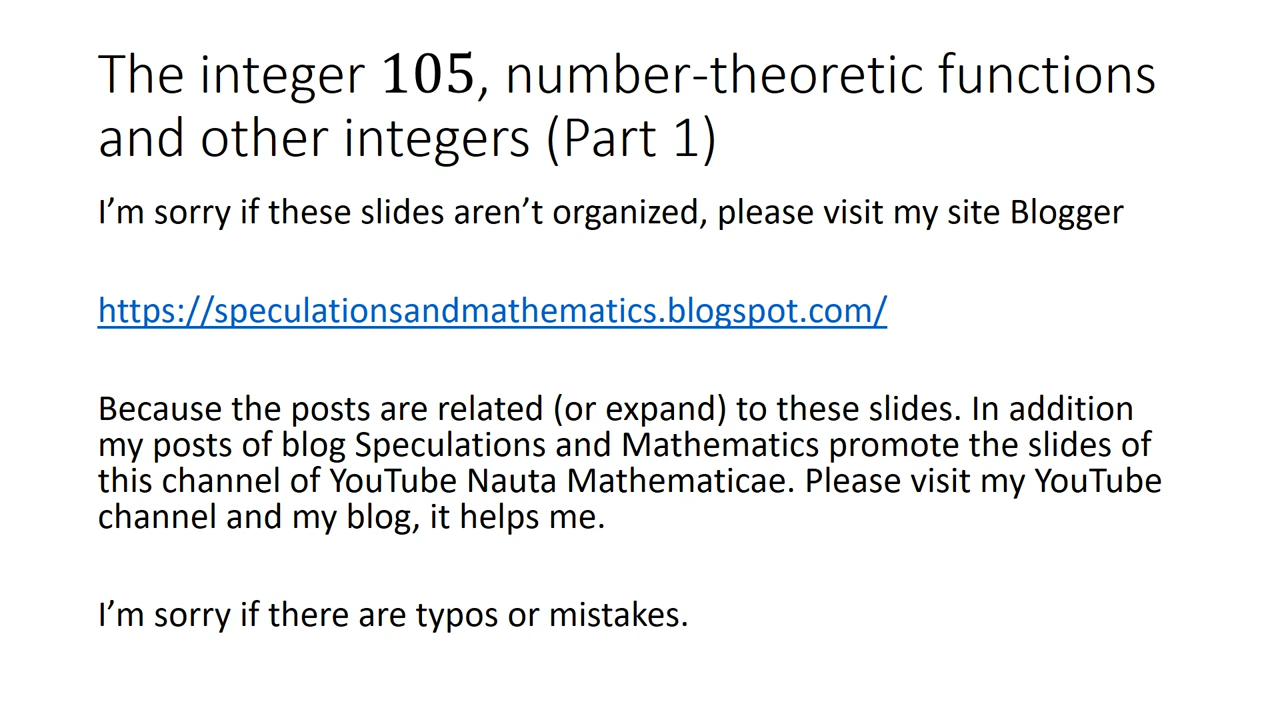 The integer 105, number-theoretic functions
and other integers (Part 1)
I’m sorry if these slides aren’t organized, please visit my site Blogger
https://speculationsandmathematics.blogspot.com/
Because the posts are related (or expand) to these slides. In addition
my posts of blog Speculations and Mathematics promote the slides of
this channel of YouTube Nauta Mathematicae. Please visit my YouTube
channel and my blog, it helps me.
I’m sorry if there are typos or mistakes.